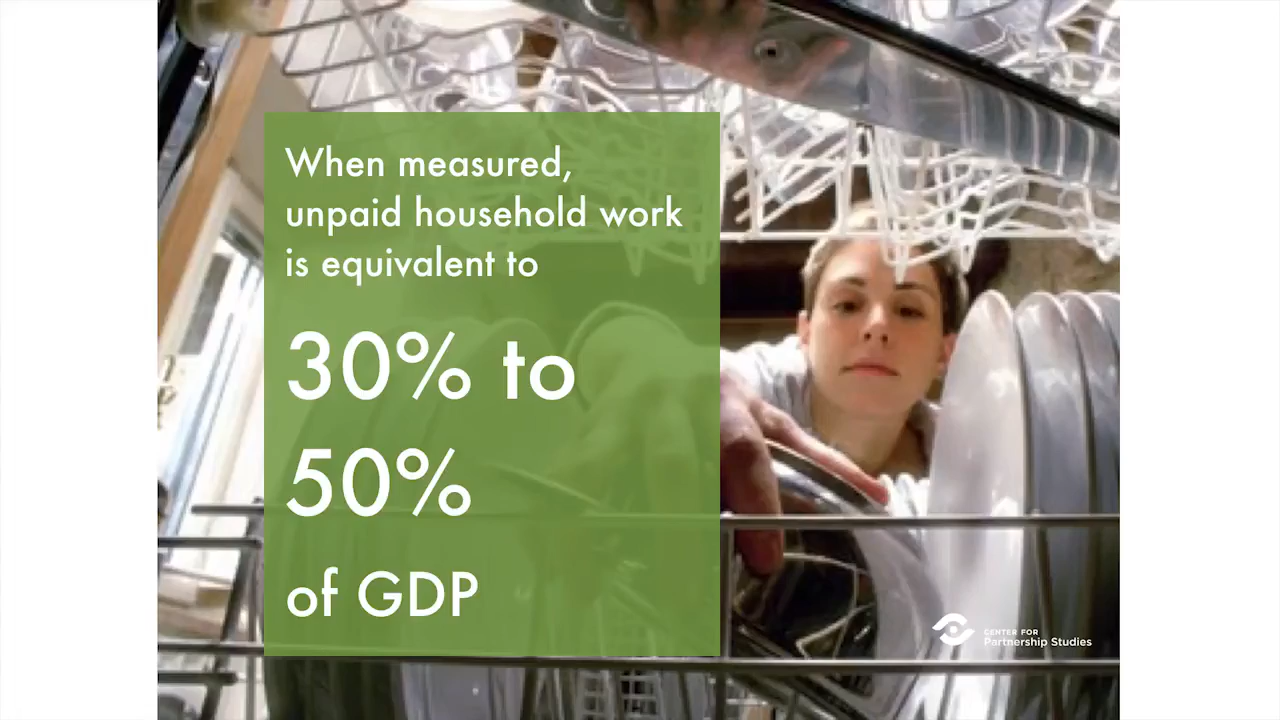 When measured,
unpaid household work
is equivalent to
30% to
50%
of GDP
CENTER FOR
Partnership Studies